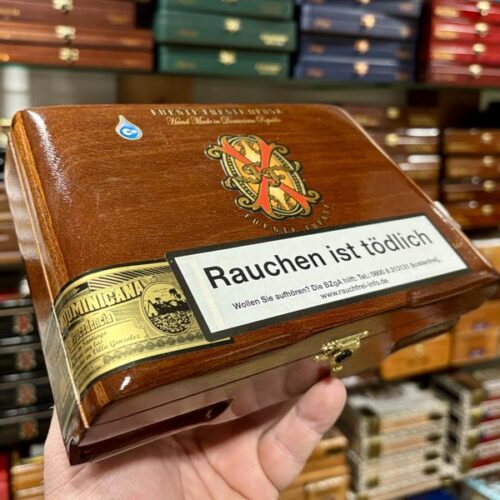 FUENTE FUENTE OPUSX
Hand Made in Dominican Republic
FUENTE FUENTE
Rauchen ist tödlich
Wollen Sie aufhören? Die BZgA hilft: Tel.: 0800 8 313131 (kostenfrei)
www.rauchfrei-info.de
DOMINICANA